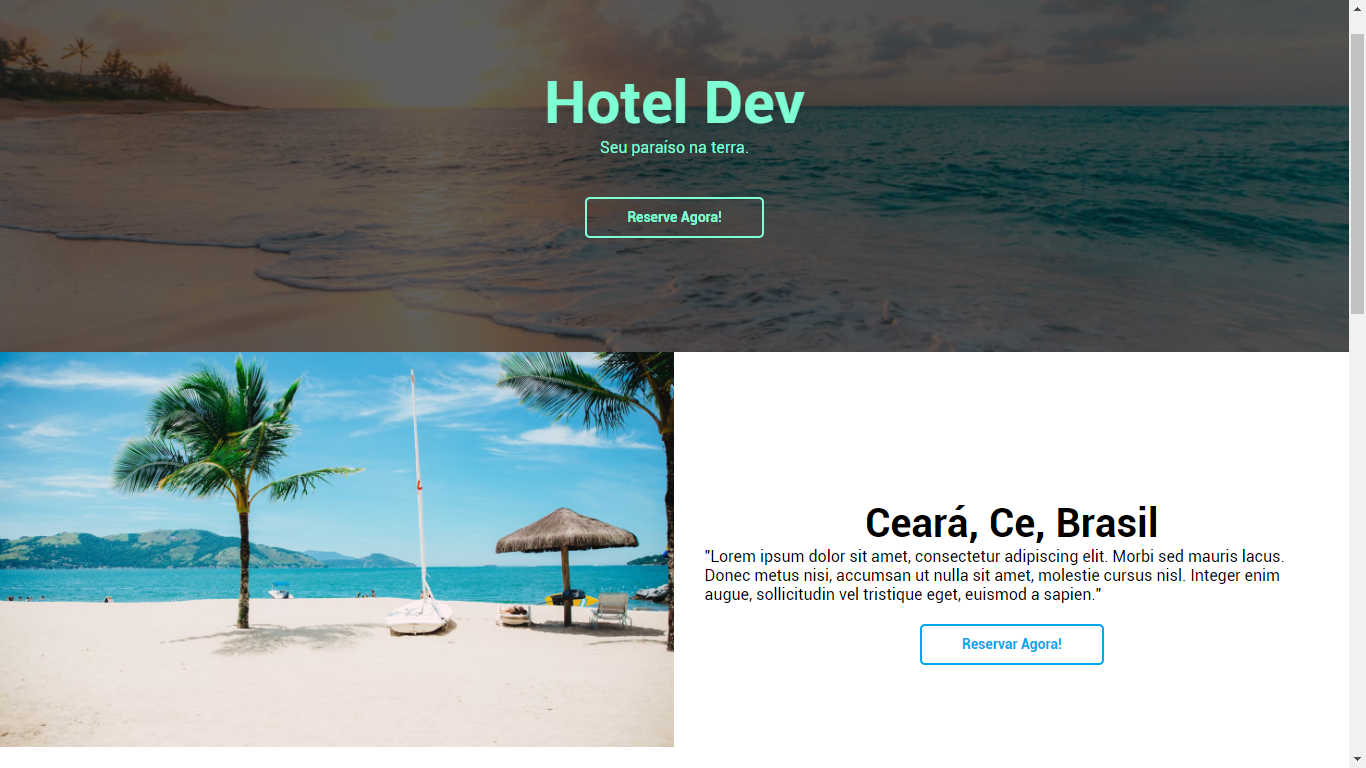 Hotel Dev
Seu paraíso na terra.
Reserve Agora!
Ceará, Ce, Brasil
"Lorem ipsum dolor sit amet, consectetur adipiscing elit. Morbi sed mauris lacus.
Donec metus nisi, accumsan ut nulla sit amet, molestie cursus nisl. Integer enim
augue, sollicitudin vel tristique eget, euismod a sapien."
Reservar Agora!